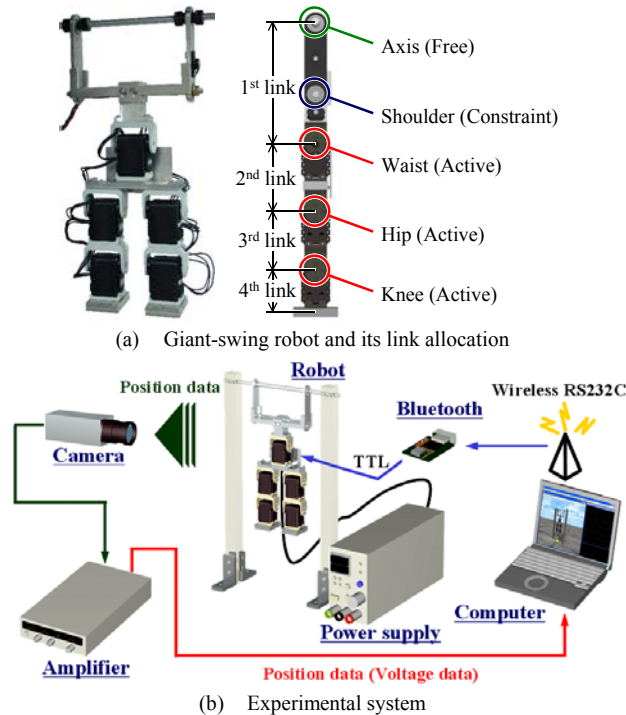 Axis (Free)
1st link
Shoulder (Constraint)
Waist (Active)
2nd link
Hip (Active)
3rd link
4th link
Knee (Active)
(a) Giant-swing robot and its link allocation
Robot
Position data
Wireless RS232C
Bluetooth
Camera
TTL
Computer
Power supply
Amplifier
Position data (Voltage data)
(b) Experimental system